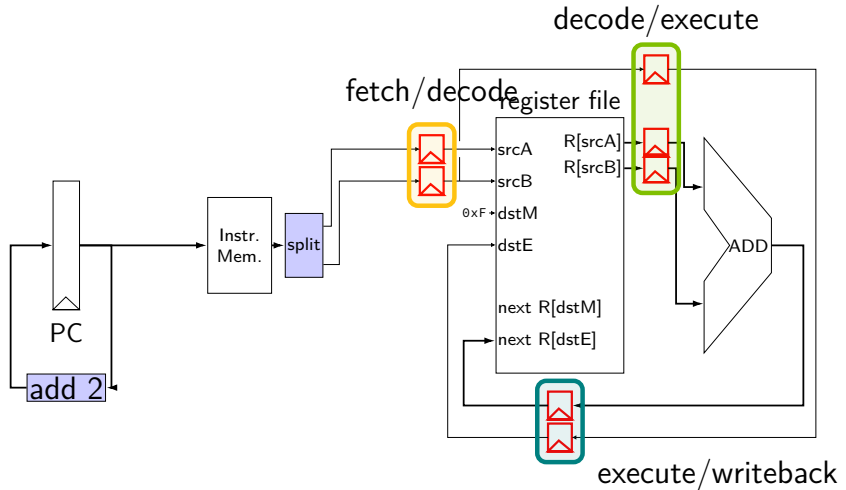 decode/execute
fetch/decode
register file
srcA
R[srcA]
srcB
R[srcB]
0xF
dstM
dstE
Instr.
Mem.
split
ADD
next R[dstM]
next R[dstE]
PC
add 2
execute/writeback